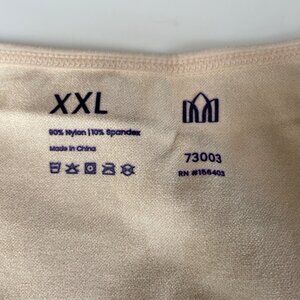 XXL
90% Nylon | 10% Spandex
Made in China
73003
RN #156403